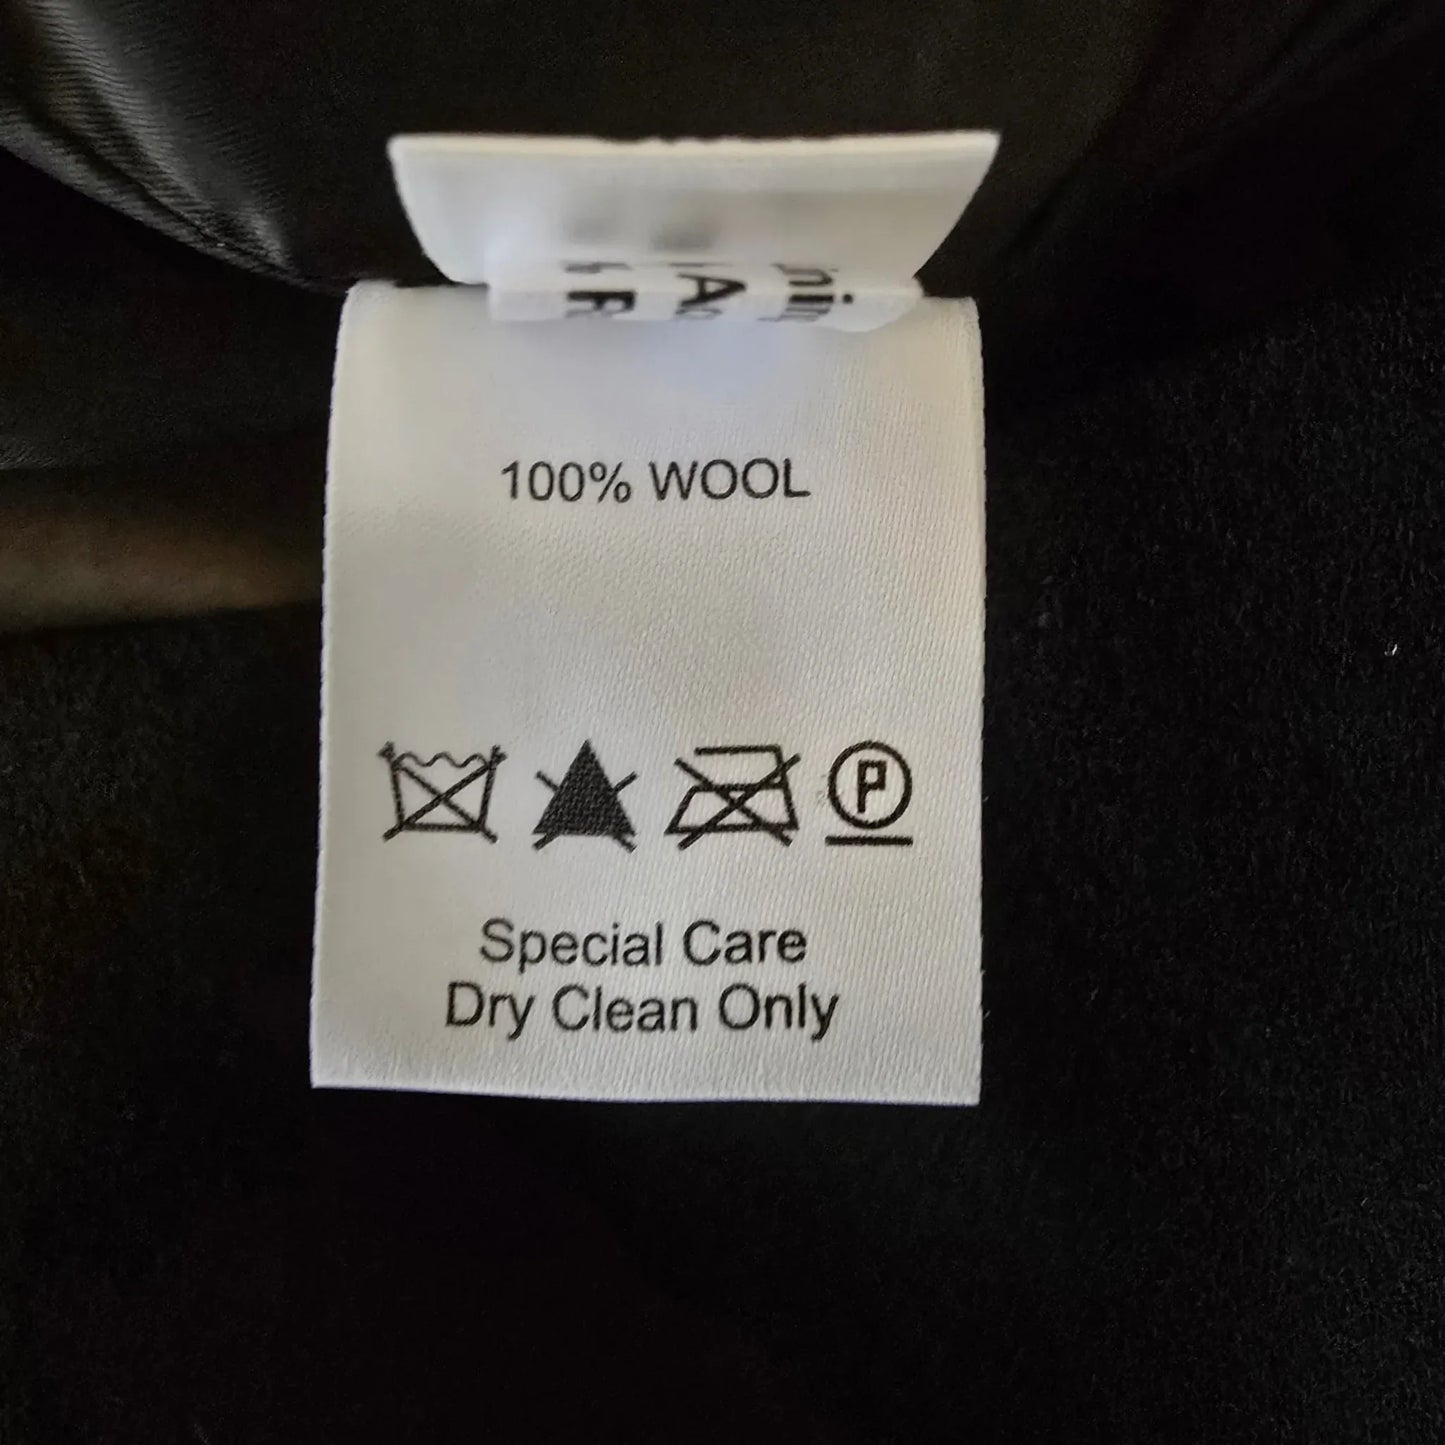 100% WOOL
P
Special Care
Dry Clean Only